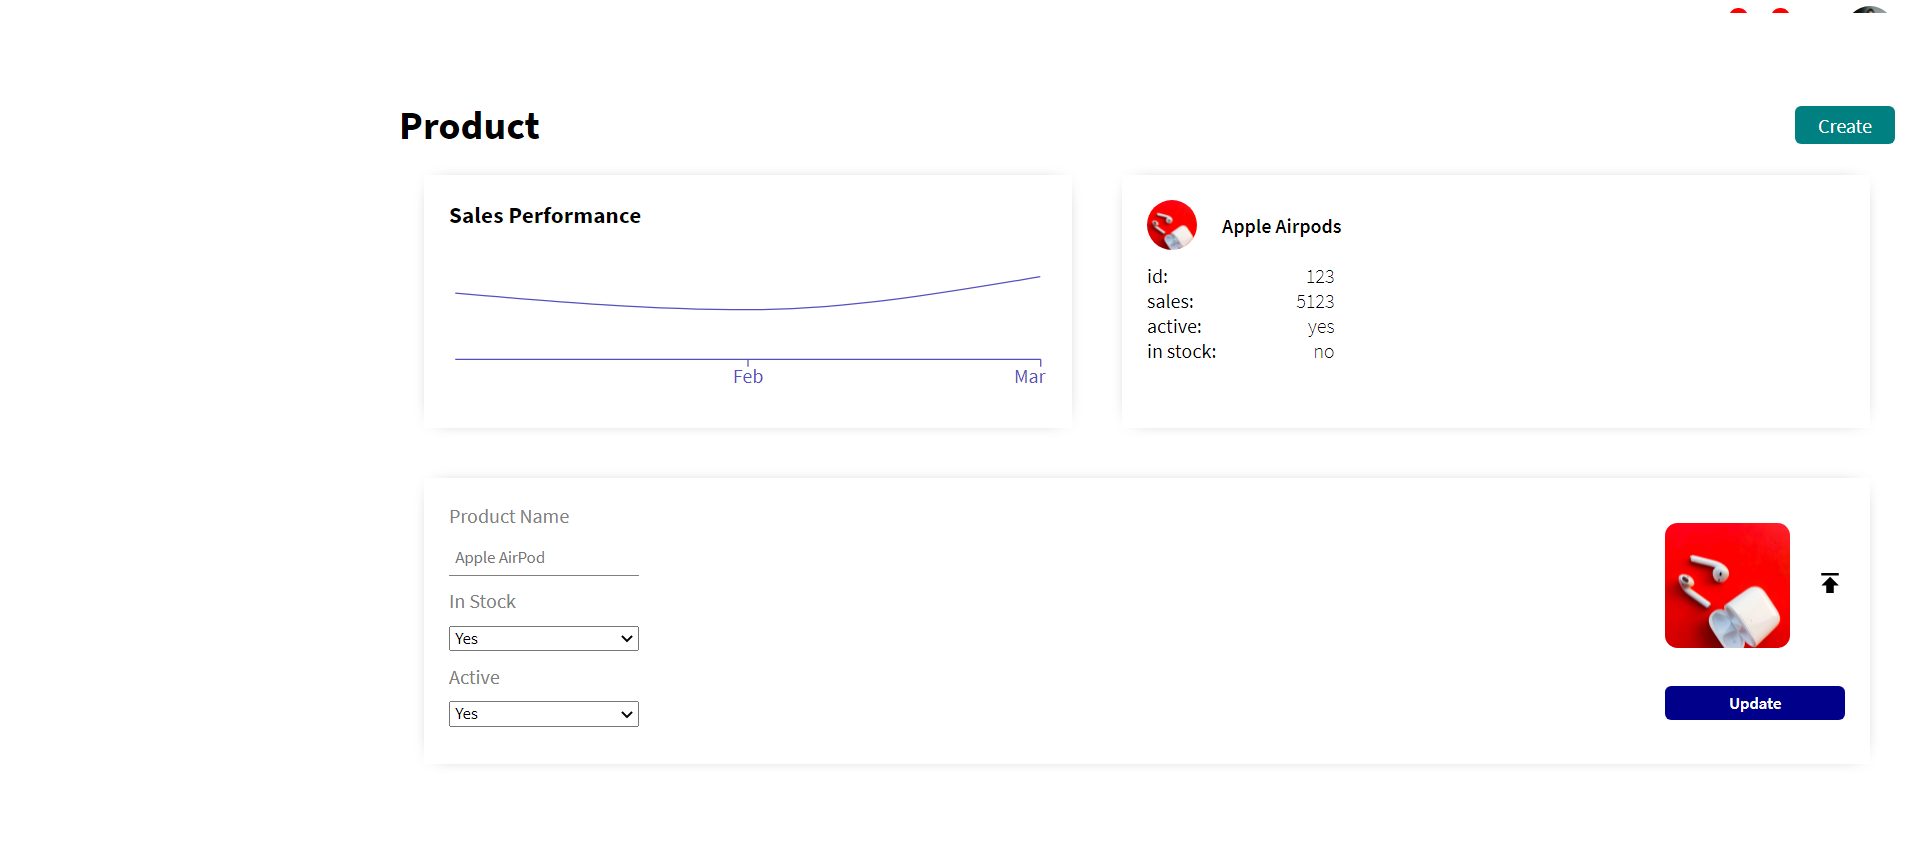 Product
Create
Sales Performance
Feb
Mar
Apple Airpods
id: 123
sales: 5123
active: yes
in stock: no
Product Name
Apple AirPod
In Stock
Yes
Active
Yes
Update